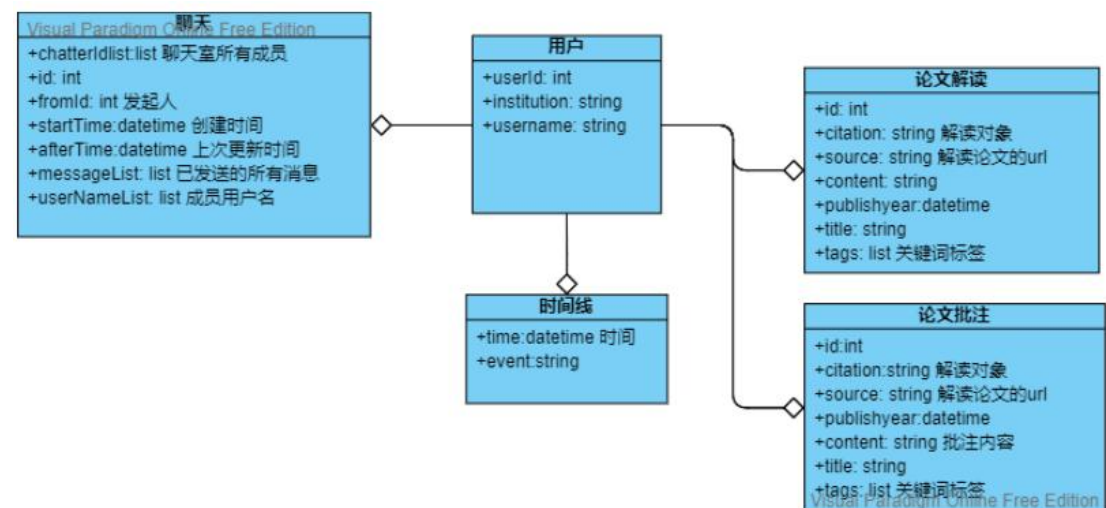 聊天
Visual Paradigm Online Free Edition
+chatterIdlist:list 聊天室所有成员
+id: int
+fromId: int 发起人
+startTime:datetime 创建时间
+afterTime:datetime 上次更新时间
+messageList: list 已发送的所有消息
+userNameList: list 成员用户名
用户
+userId: int
+institution: string
+username: string
时间线
+time:datetime 时间
+event:string
论文解读
+id: int
+citation: string 解读对象
+source: string 解读论文的url
+content: string
+publishyear:datetime
+title: string
+tags: list 关键词标签
论文批注
+id:int
+citation:string 解读对象
+source: string 解读论文的url
+publishyear:datetime
+content: string 批注内容
+title: string
+tags: list 关键词标签
Visual Paradigm Online Free Edition